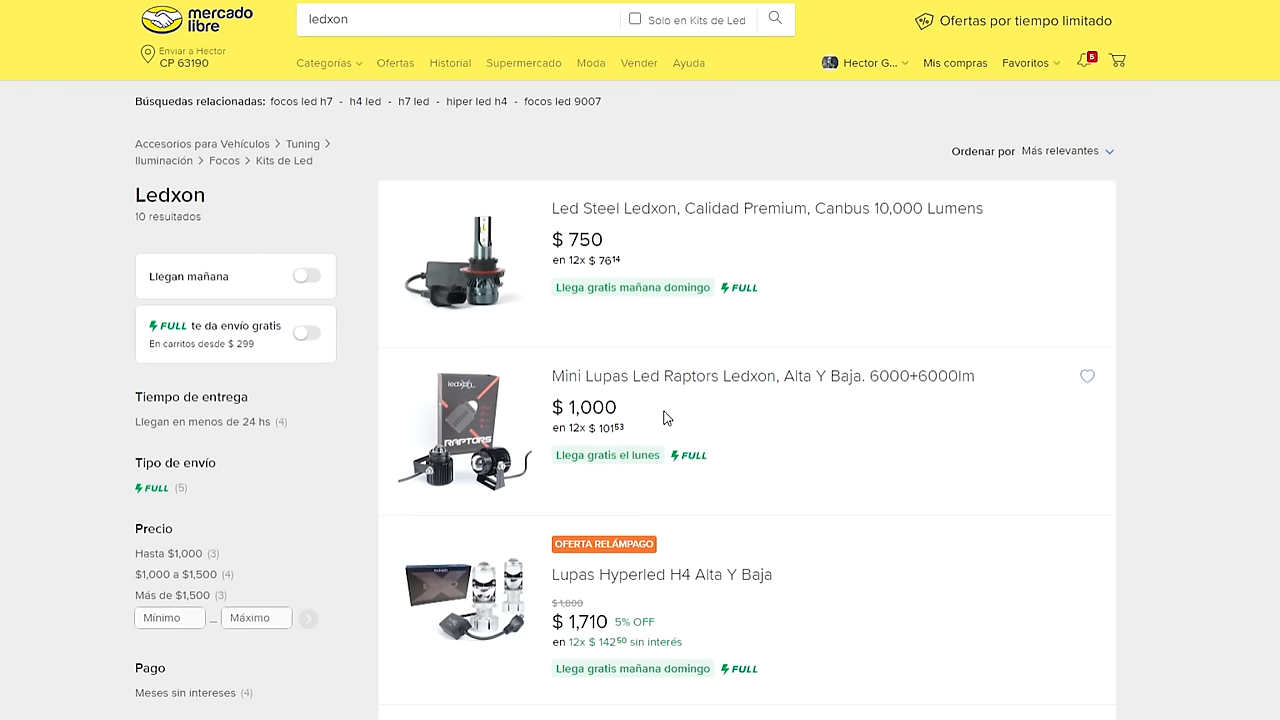 mercado
libre
ledxon
Solo en Kits de Led
Ofertas por tiempo limitado
Enviar a Hector
CP 63190
Categorías
Ofertas
Historial
Supermercado
Moda
Vender
Ayuda
Hector G...
Mis compras
Favoritos
6
Búsquedas relacionadas: focos led h7 - h4 led - h7 led - hiper led h4 - focos led 9007
Accesorios para Vehículos > Tuning >
Iluminación > Focos > Kits de Led
Ordenar por Más relevantes
Ledxon
10 resultados
Llegan mañana
FULL te da envío gratis
En carritos desde $ 299
Tiempo de entrega
Llegan en menos de 24 hs (4)
Tipo de envío
FULL (5)
Precio
Hasta $1,000 (3)
$1,000 a $1,500 (4)
Más de $1,500 (3)
Mínimo – Máximo
Pago
Meses sin intereses (4)
Led Steel Ledxon, Calidad Premium, Canbus 10,000 Lumens
$ 750
en 12x $ 76 14
Llega gratis mañana domingo FULL
ledxon
RAPTORS
Mini Lupas Led Raptors Ledxon, Alta Y Baja. 6000+6000lm
$ 1,000
en 12x $ 101 53
Llega gratis el lunes FULL
OFERTA RELÁMPAGO
Lupas Hyperled H4 Alta Y Baja
$ 1,800
$ 1,710 5% OFF
en 12x $ 142 50 sin interés
Llega gratis mañana domingo FULL